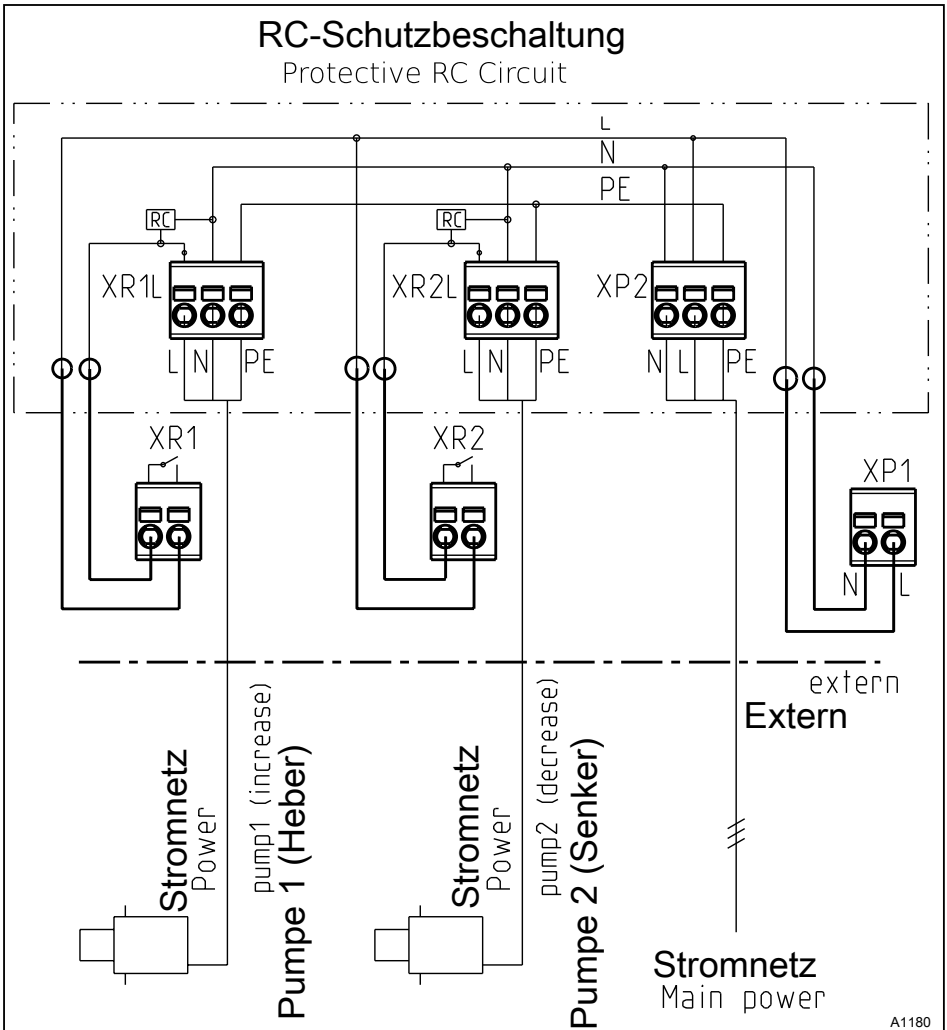 RC-Schutzbeschaltung
Protective RC Circuit
L
N
PE
RC
RC
XR1L
XR2L
XP2
L N PE
L N PE
N L PE
XR1
XR2
XP1
N L
extern
Extern
Stromnetz
Power
pump1 (increase)
Pumpe 1 (Heber)
Stromnetz
Power
pump2 (decrease)
Pumpe 2 (Senker)
Stromnetz
Main power
A1180